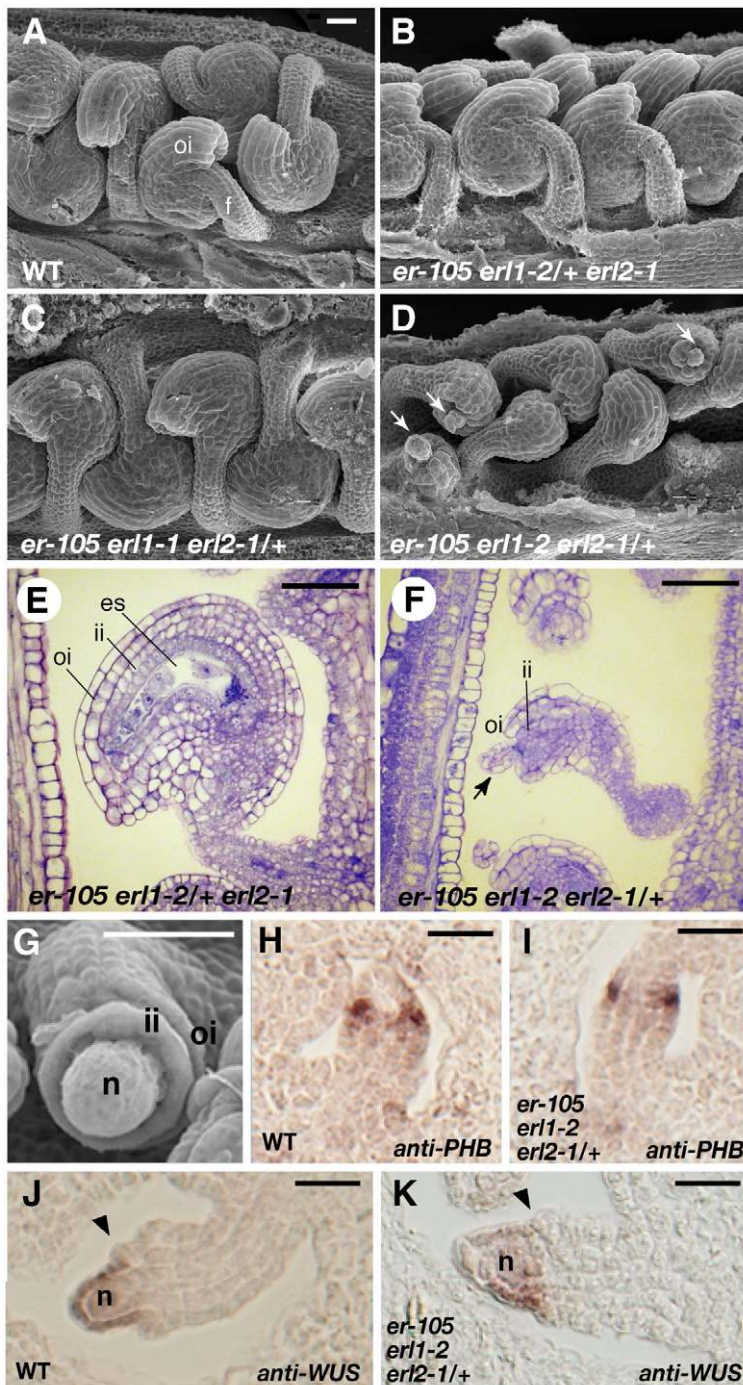 A
oi
f
WT
B
er-105 erl1-2/+ erl2-1
C
er-105 erl1-1 erl2-1/+
D
er-105 erl1-2 erl2-1/+
E
es
ii
oi
er-105 erl1-2/+ erl2-1
F
ii
oi
er-105 erl1-2 erl2-1/+
G
ii
oi
n
H
WT
anti-PHB
I
er-105
erl1-2
erl2-1/+
anti-PHB
J
n
WT
anti-WUS
K
n
er-105
erl1-2
erl2-1/+
anti-WUS